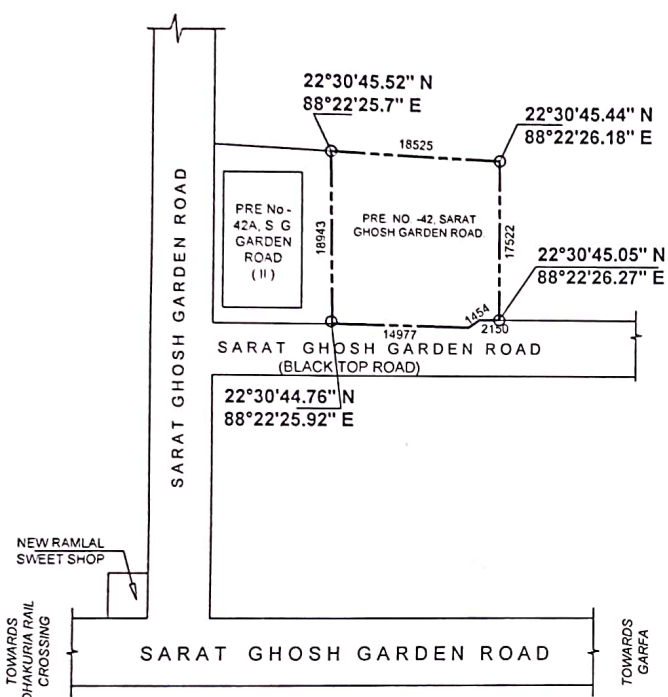 22°30'45.52" N
88°22'25.7" E
22°30'45.44" N
88°22'26.18" E
18525
SARAT GHOSH GARDEN ROAD
PRE No -
42A, S G
GARDEN
ROAD
(II)
18943
PRE NO. -42, SARAT
GHOSH GARDEN ROAD
17522
22°30'45.05" N
88°22'26.27" E
1454
14977
2150
SARAT GHOSH GARDEN ROAD
(BLACK TOP ROAD)
22°30'44.76" N
88°22'25.92" E
NEW RAMLAL
SWEET SHOP
TOWARDS
DHAKURIA RAIL
CROSSING
SARAT GHOSH GARDEN ROAD
TOWARDS
GARFA